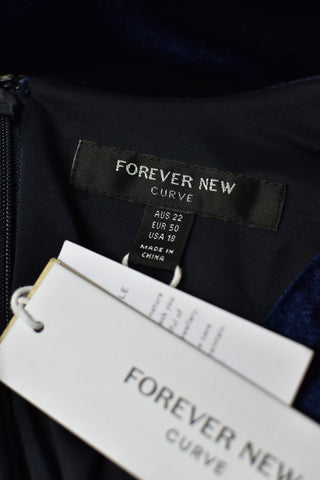 FOREVER NEW
CURVE
AUS 22
EUR 50
USA 18
MADE IN
CHINA
FOREVER NEW
CURVE